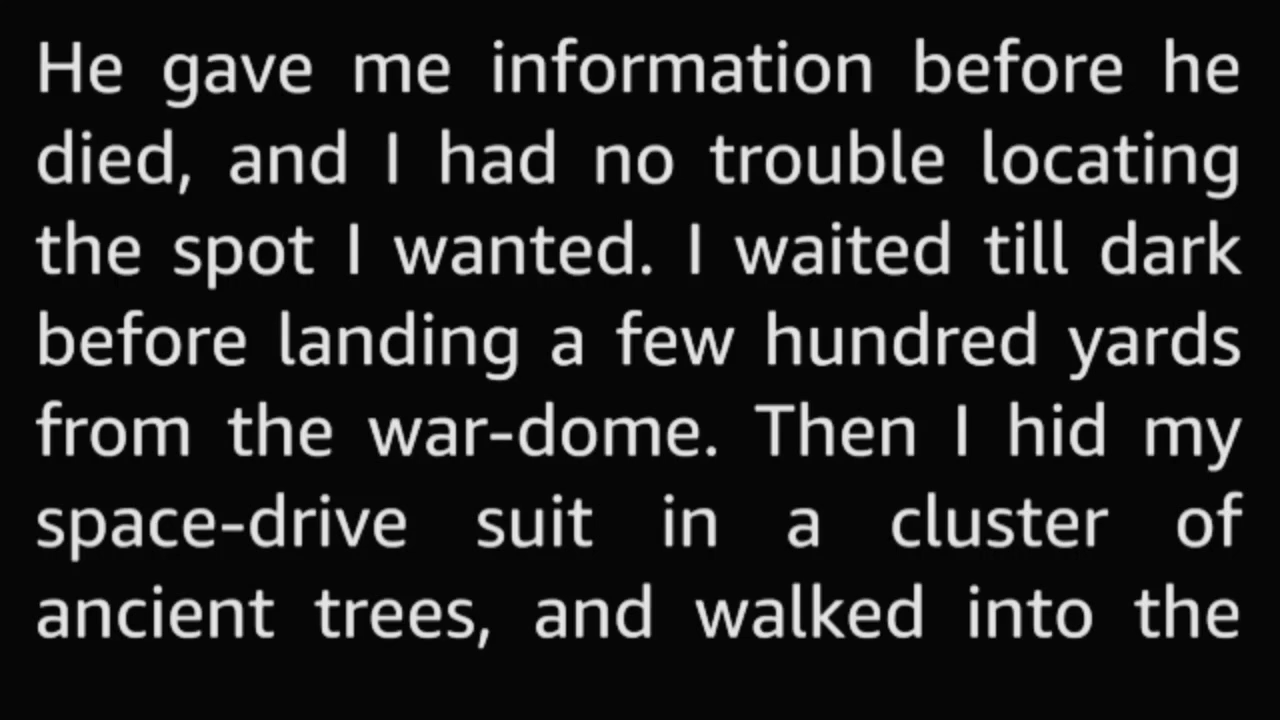 He gave me information before he
died, and I had no trouble locating
the spot I wanted. I waited till dark
before landing a few hundred yards
from the war-dome. Then I hid my
space-drive suit in a cluster of
ancient trees, and walked into the